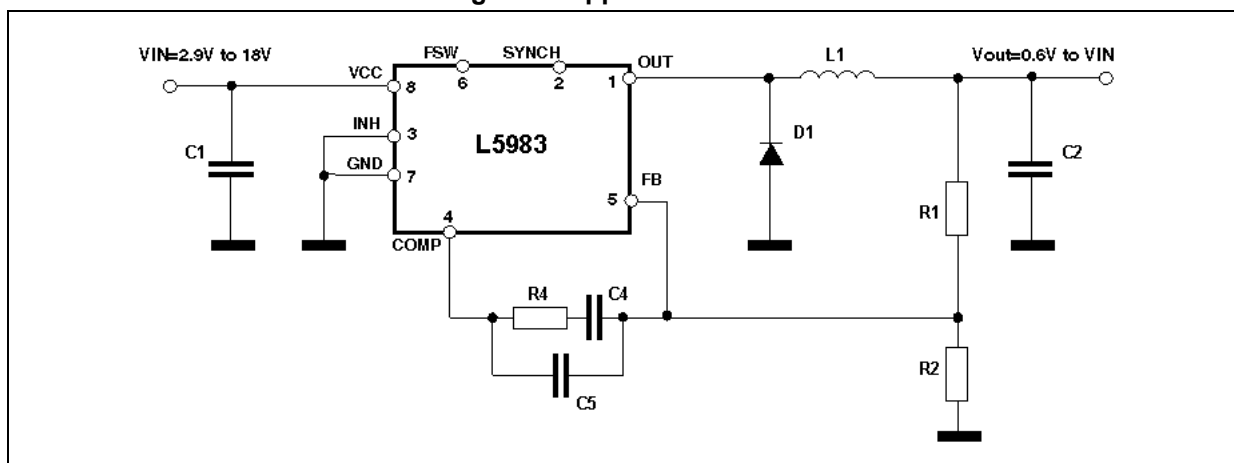 VIN=2.9V to 18V
FSW
SYNCH
VCC
8
6
2
1
OUT
L1
Vout=0.6V to VIN
INH
3
GND
7
L5983
C1
D1
C2
FB
5
4
COMP
R1
R4
C4
C5
R2